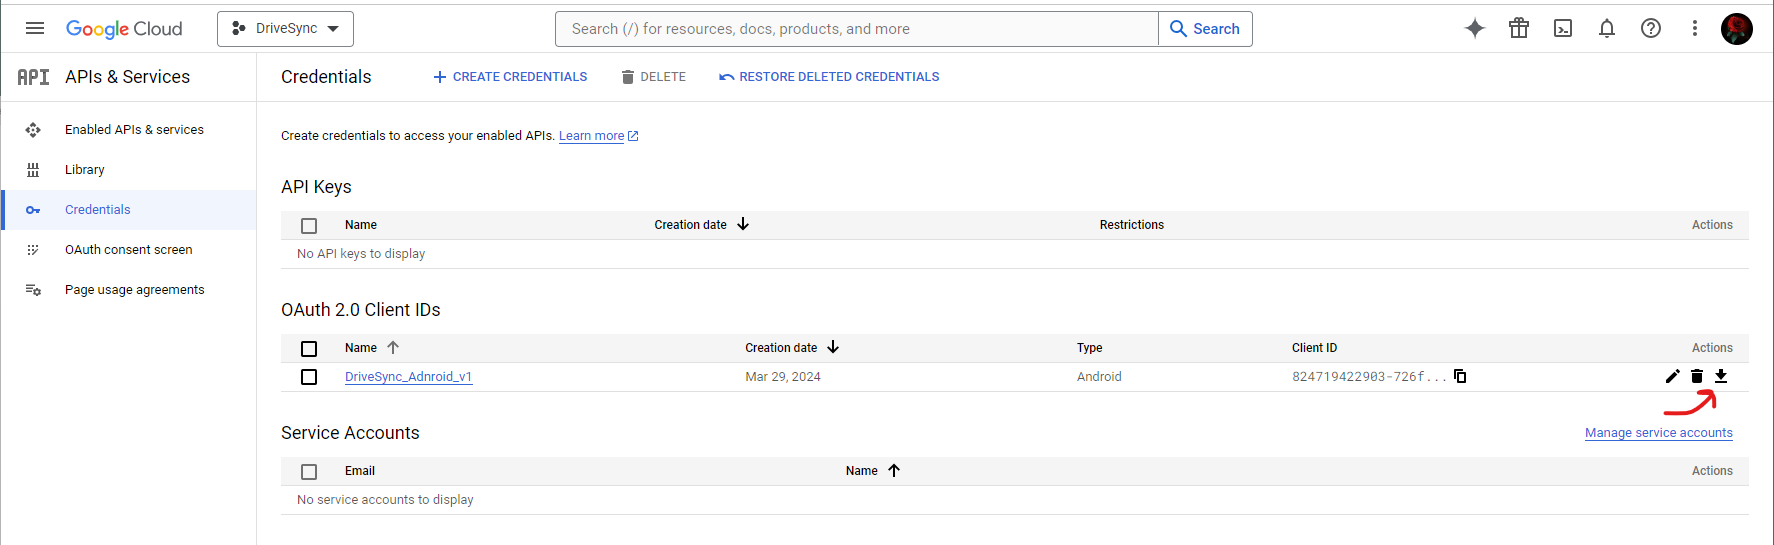 Google Cloud DriveSync Search (/) for resources, docs, products, and more Search
API APIs & Services Credentials CREATE CREDENTIALS DELETE RESTORE DELETED CREDENTIALS
Enabled APIs & services
Library
Credentials
OAuth consent screen
Page usage agreements
Create credentials to access your enabled APIs. Learn more
API Keys
Name Creation date Restrictions Actions
No API keys to display
OAuth 2.0 Client IDs
Name Creation date Type Client ID Actions
DriveSync_Adnroid_v1 Mar 29, 2024 Android 824719422903-726f...
Service Accounts Manage service accounts
Email Name Actions
No service accounts to display